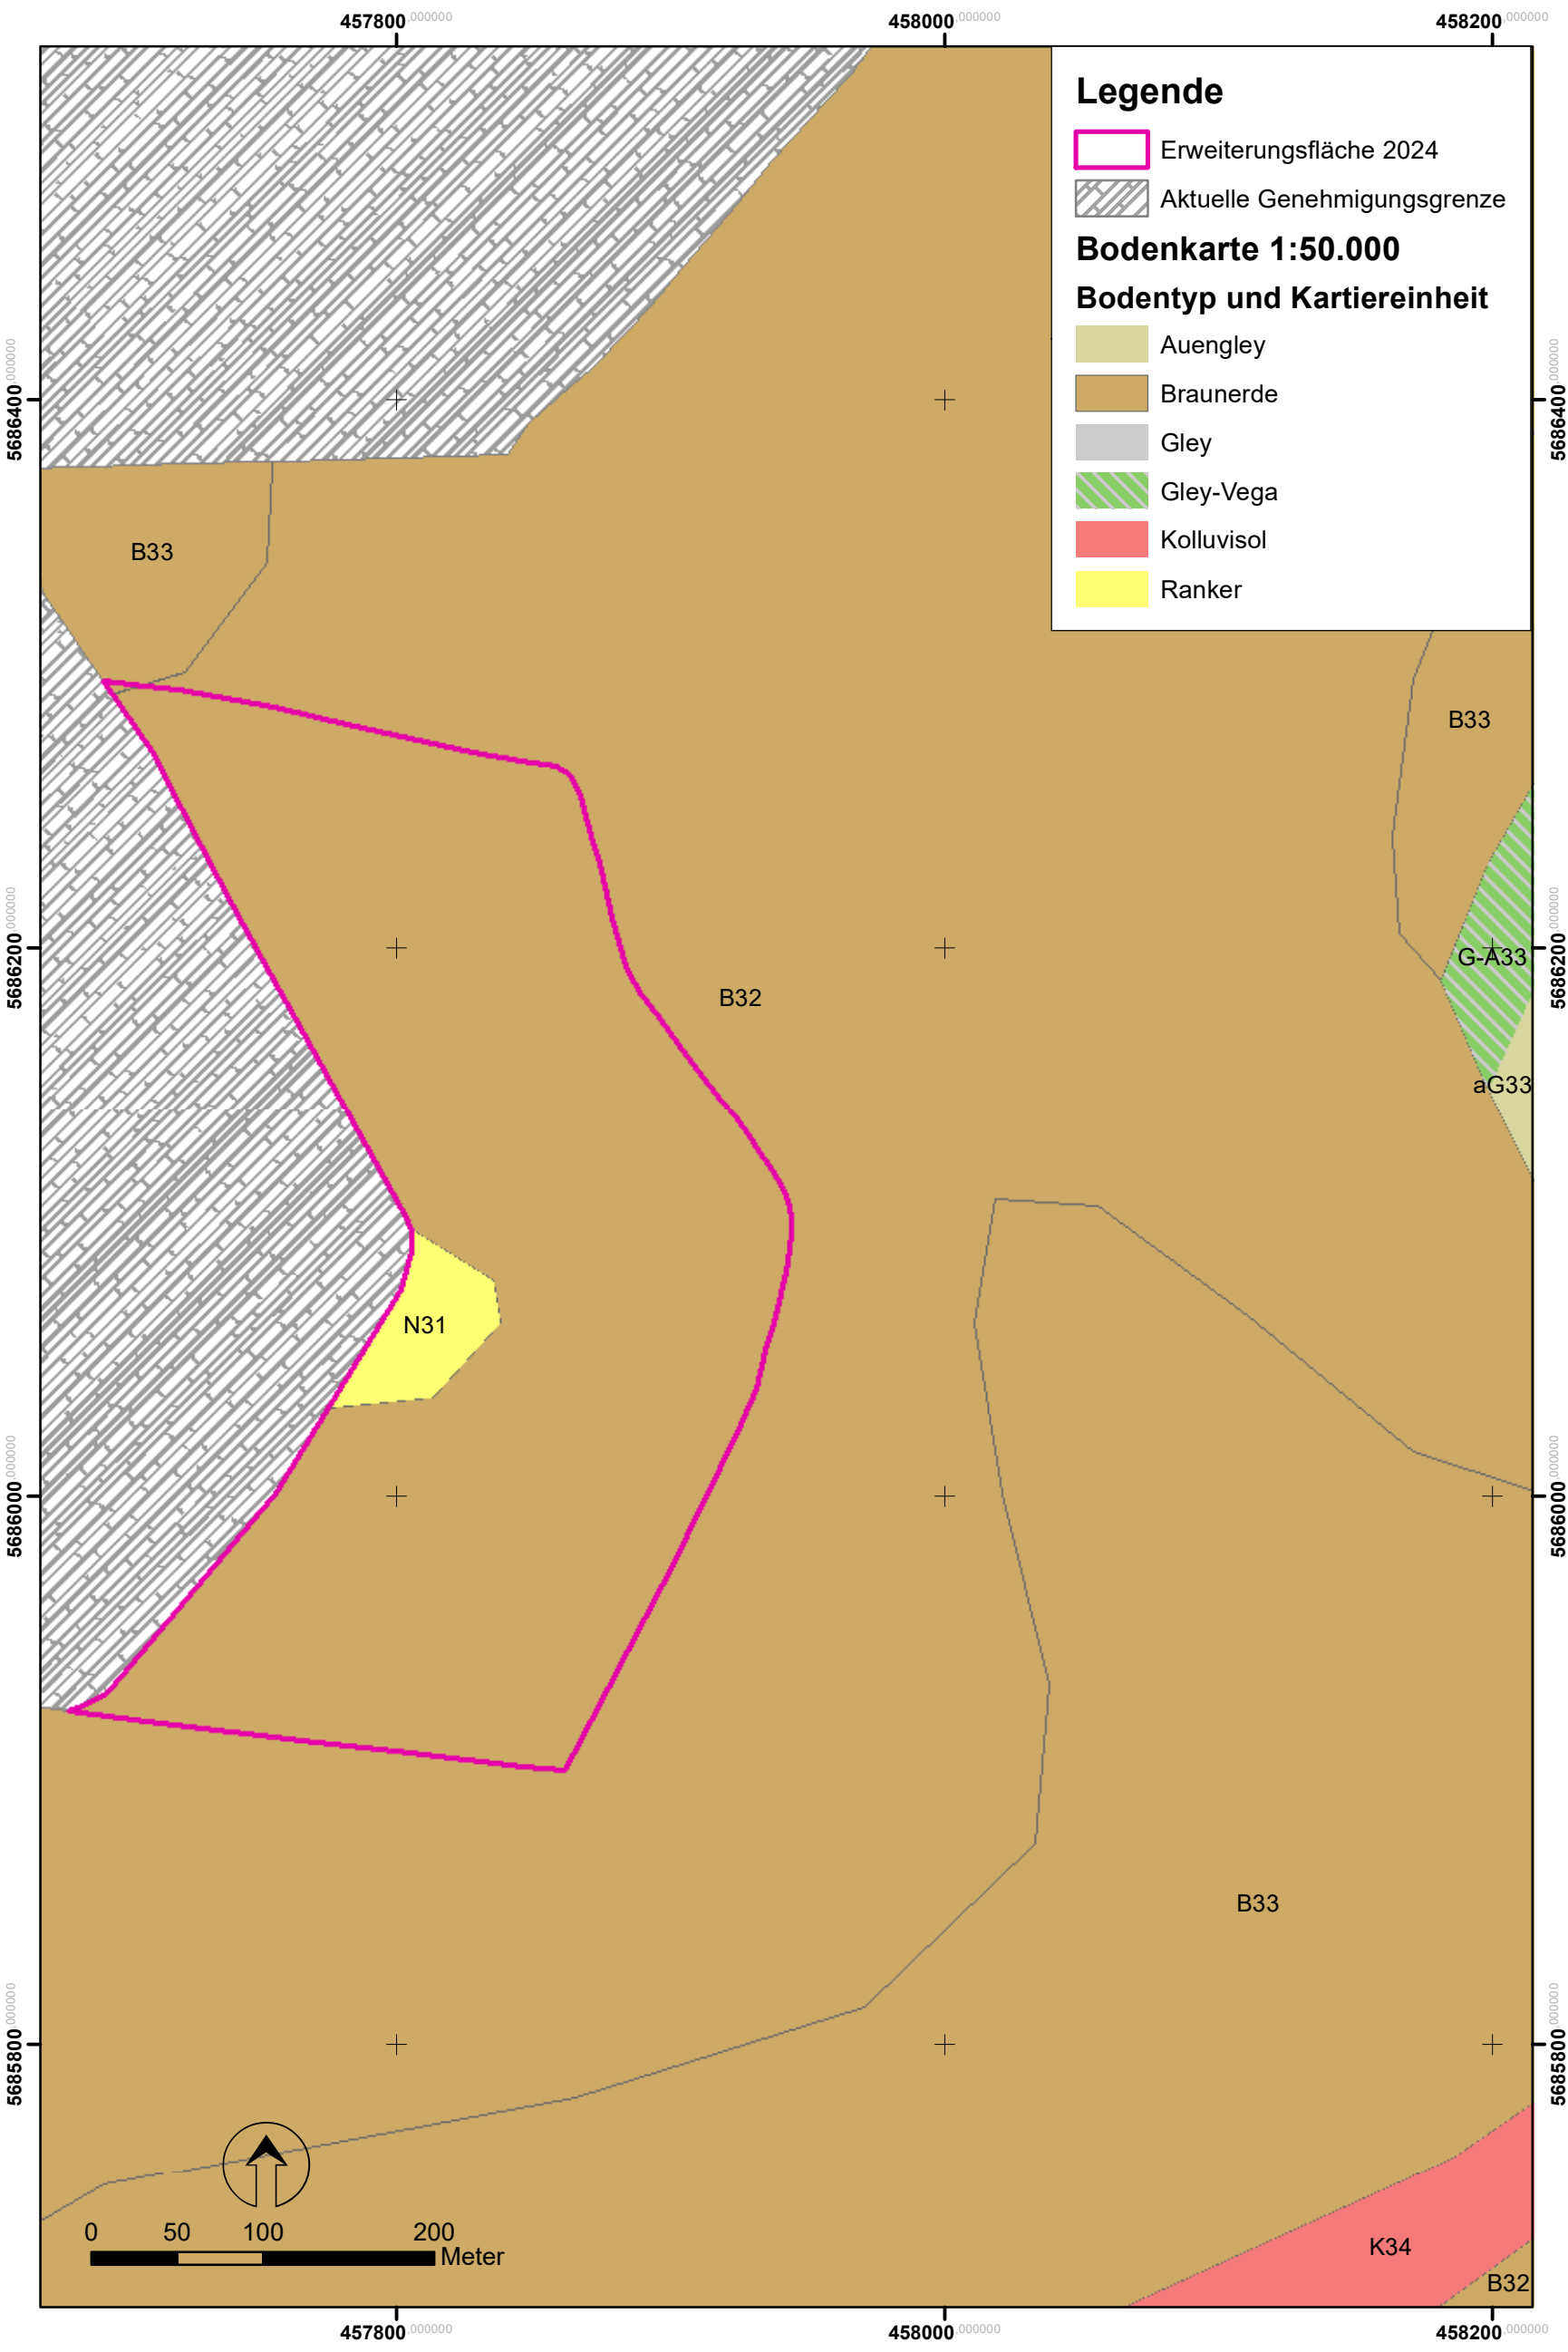 457800,000000 458000,000000 458200,000000
Legende
Erweiterungsfläche 2024
Aktuelle Genehmigungsgrenze
Bodenkarte 1:50.000
Bodentyp und Kartiereinheit
Auengley
Braunerde
Gley
Gley-Vega
Kolluvisol
Ranker
5686400,000000
5686400,000000
B33
B33
5686200,000000
5686200,000000
G-A33
B32
aG33
N31
5686000,000000
5686000,000000
B33
5685800,000000
5685800,000000
0 50 100 200
Meter
K34
B32
457800,000000 458000,000000 458200,000000